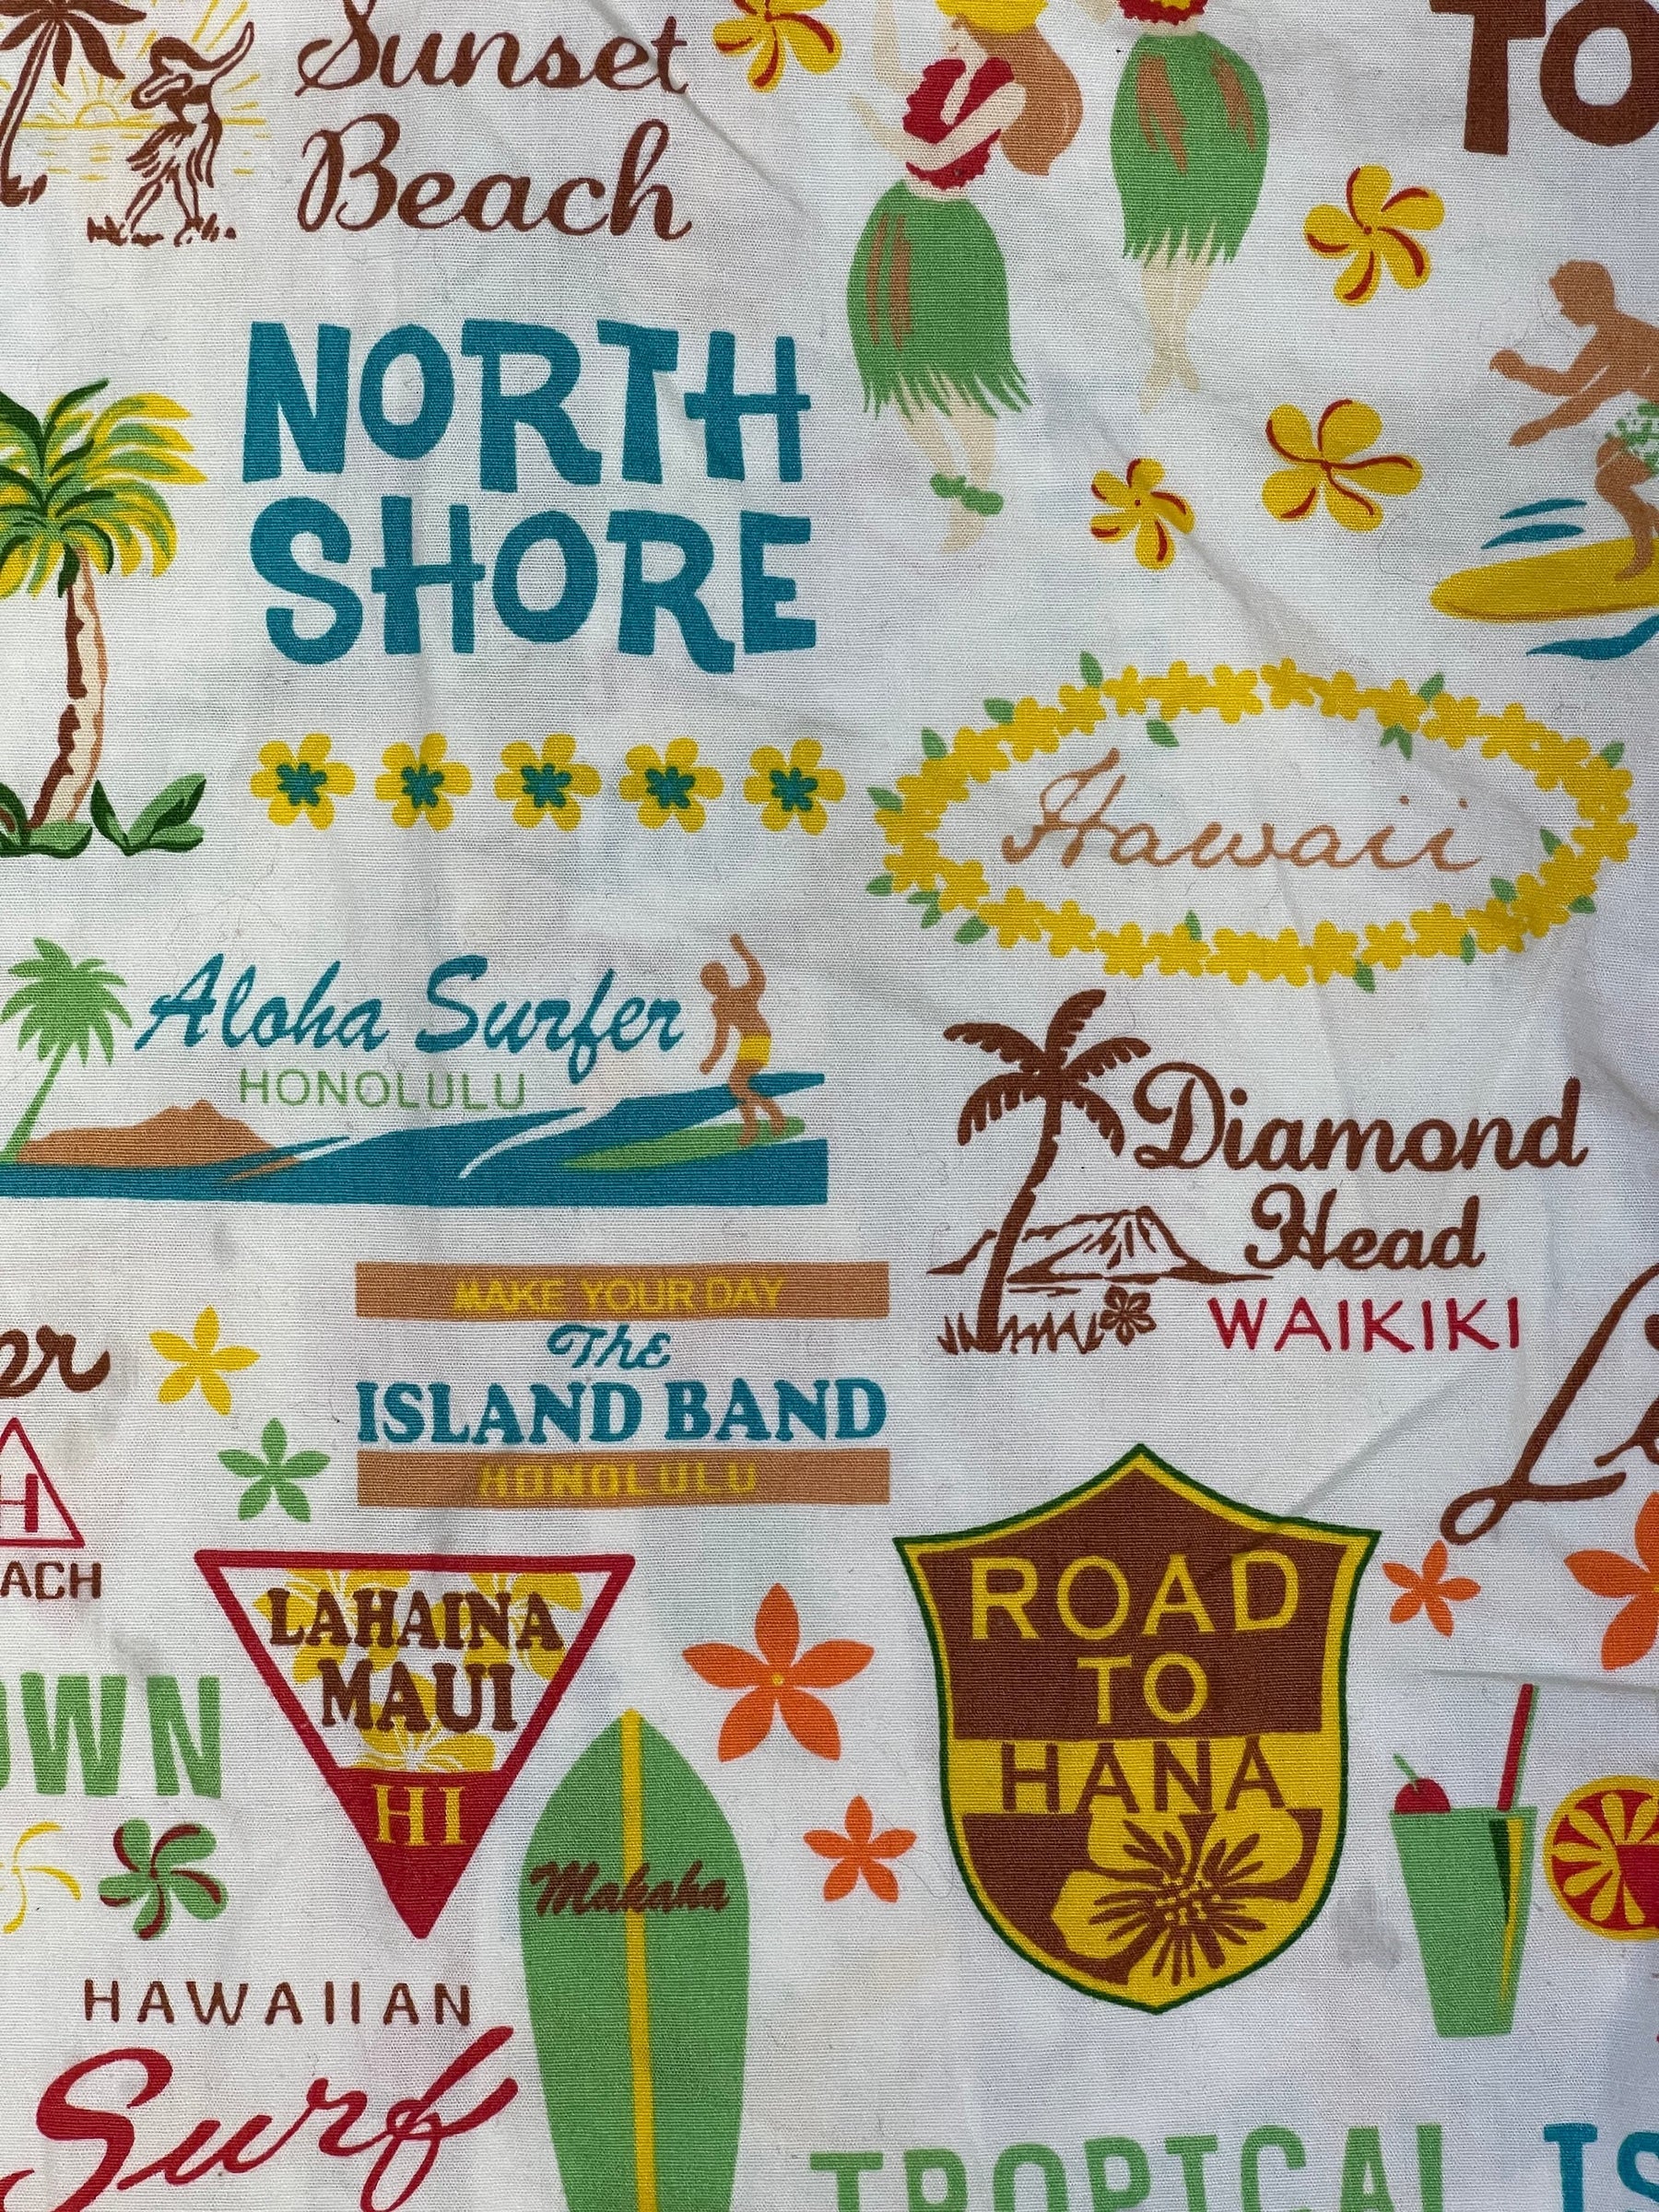 Sunset
Beach
TO
NORTH
SHORE
Hawaii
Aloha Surfer
HONOLULU
Diamond
Head
WAIKIKI
MAKE YOUR DAY
The
ISLAND BAND
HONOLULU
LAHAINA
MAUI
HI
ROAD
TO
HANA
Makaha
HAWAIIAN
Surf
TROPICAL